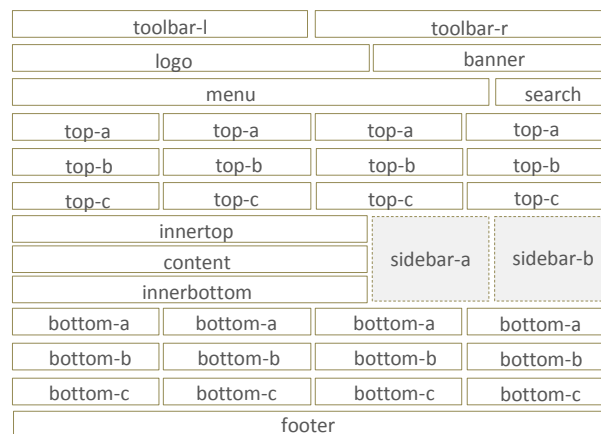 toolbar-l toolbar-r
logo banner
menu search
top-a top-a top-a top-a
top-b top-b top-b top-b
top-c top-c top-c top-c
innertop
content
innerbottom
sidebar-a sidebar-b
bottom-a bottom-a bottom-a bottom-a
bottom-b bottom-b bottom-b bottom-b
bottom-c bottom-c bottom-c bottom-c
footer